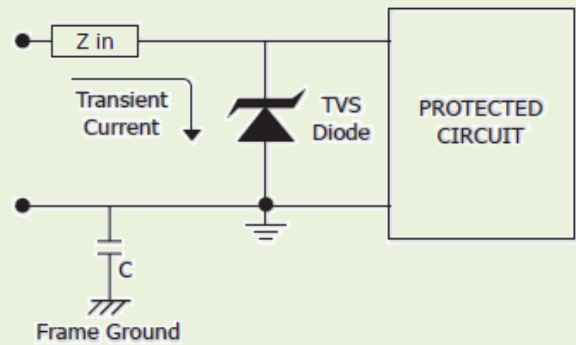 Z in
Transient
Current
TVS
Diode
PROTECTED
CIRCUIT
C
Frame Ground